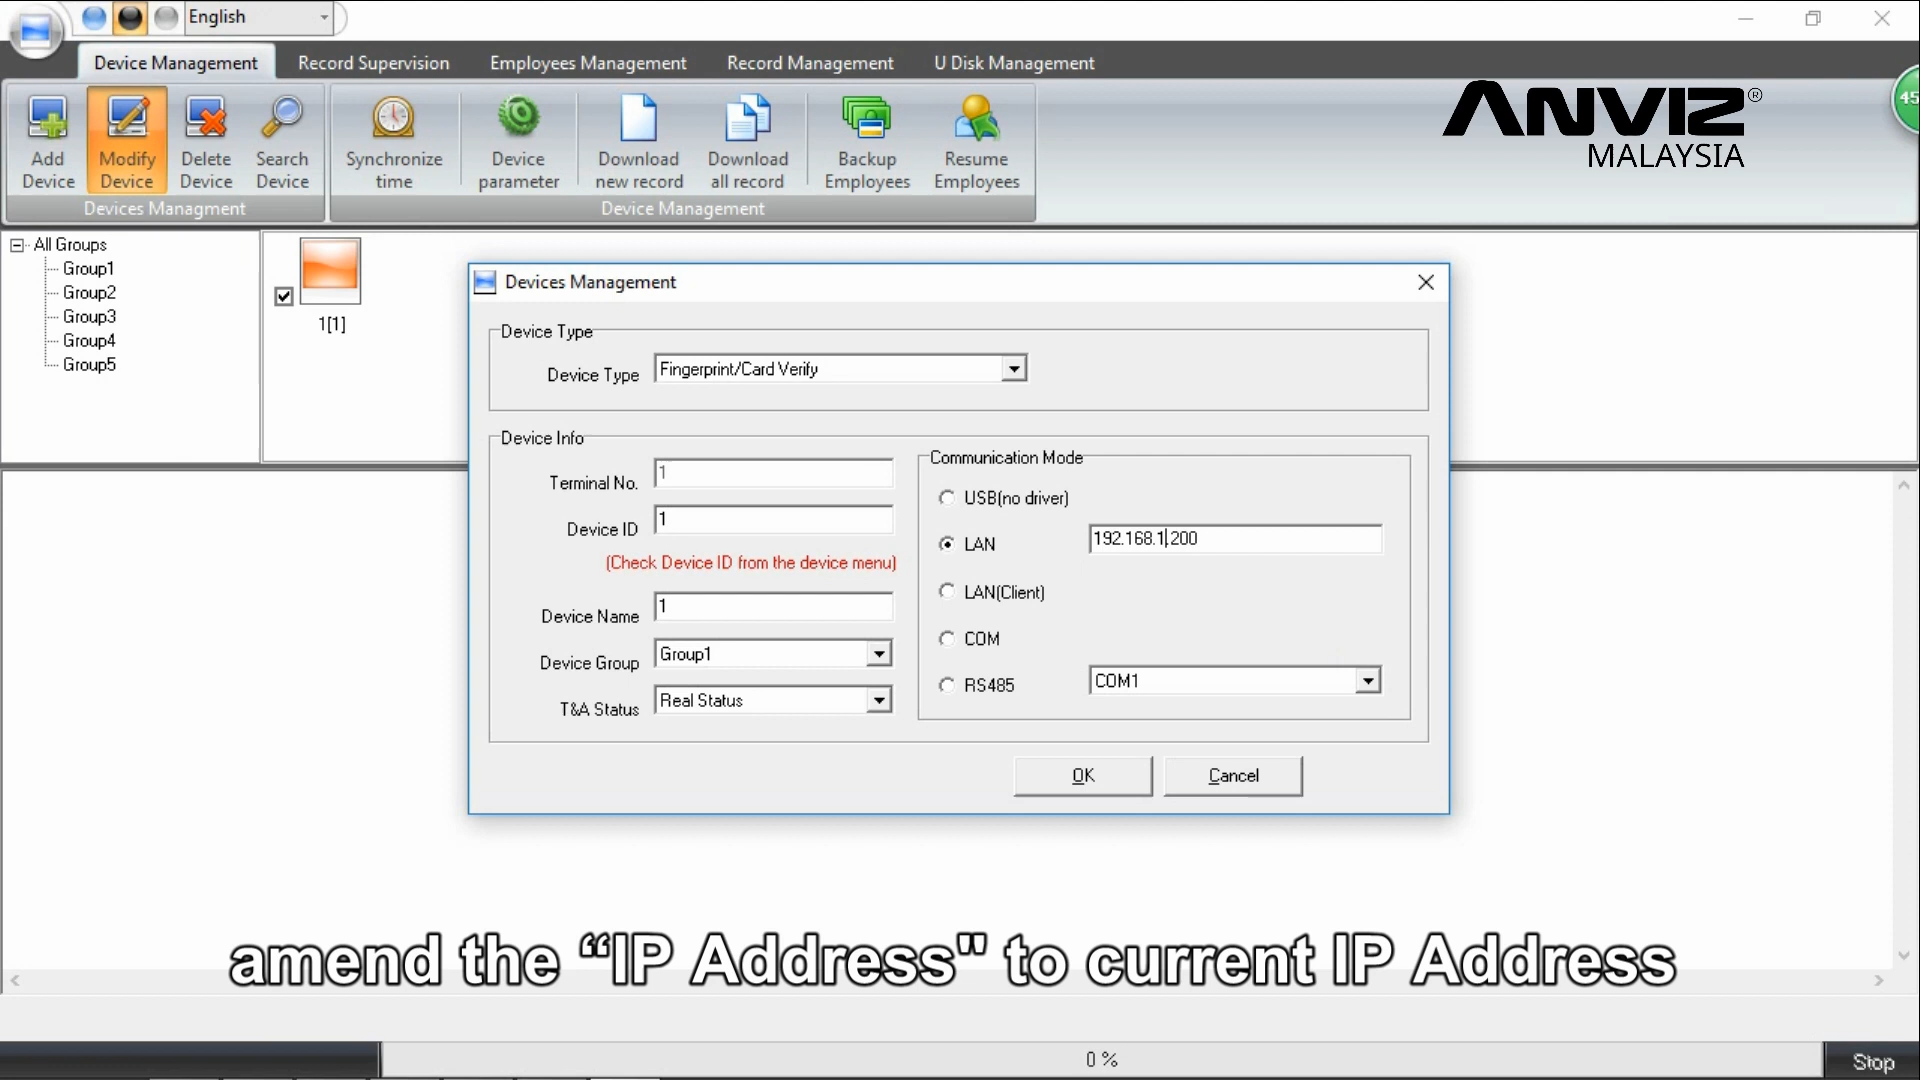 English
Device Management
Record Supervision
Employees Management
Record Management
U Disk Management
Add Device
Modify Device
Delete Device
Search Device
Synchronize time
Device parameter
Download new record
Download all record
Backup Employees
Resume Employees
Devices Managment
Device Management
ANVIZ®
MALAYSIA
45
All Groups
Group1
Group2
Group3
Group4
Group5
1[1]
Devices Management
Device Type
Device Type Fingerprint/Card Verify
Device Info
Terminal No. 1
Device ID 1
(Check Device ID from the device menu)
Device Name 1
Device Group Group1
T&A Status Real Status
Communication Mode
USB(no driver)
LAN 192.168.1.200
LAN(Client)
COM
RS485 COM1
OK
Cancel
amend the “IP Address" to current IP Address
0 %
Stop